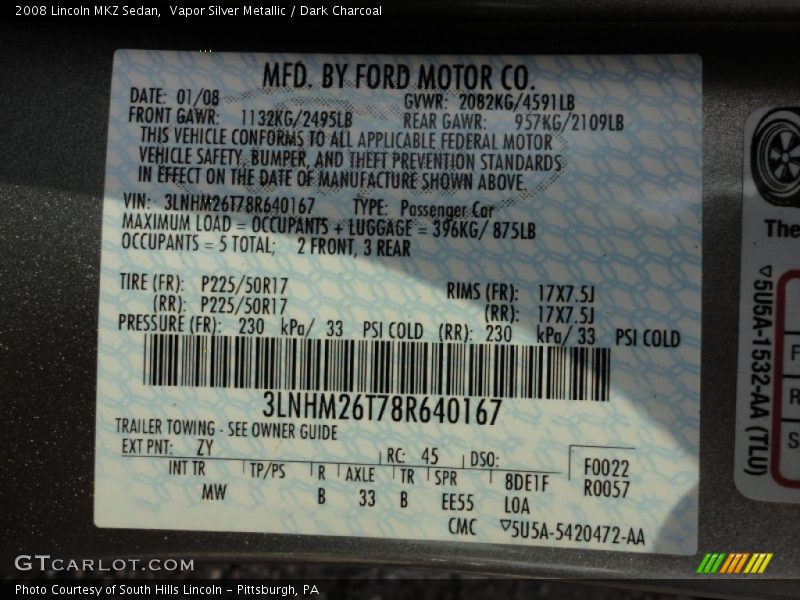 2008 Lincoln MKZ Sedan, Vapor Silver Metallic / Dark Charcoal
MFD. BY FORD MOTOR CO.
DATE: 01/08 GVWR: 2082KG/4591LB
FRONT GAWR: 1132KG/2495LB REAR GAWR: 957KG/2109LB
THIS VEHICLE CONFORMS TO ALL APPLICABLE FEDERAL MOTOR
VEHICLE SAFETY, BUMPER, AND THEFT PREVENTION STANDARDS
IN EFFECT ON THE DATE OF MANUFACTURE SHOWN ABOVE.
VIN: 3LNHM26T78R640167 TYPE: Passenger Car
MAXIMUM LOAD = OCCUPANTS + LUGGAGE = 396KG/ 875LB
OCCUPANTS = 5 TOTAL; 2 FRONT, 3 REAR
TIRE (FR): P225/50R17 RIMS (FR): 17X7.5J
(RR): P225/50R17 (RR): 17X7.5J
PRESSURE (FR): 230 kPa/ 33 PSI COLD (RR): 230 kPa/ 33 PSI COLD
3LNHM26T78R640167
TRAILER TOWING - SEE OWNER GUIDE
EXT PNT: ZY RC: 45 DSO: F0022
INT TR TP/PS R AXLE TR SPR 8DE1F R0057
MW B 33 B EE55 LOA
CMC ▽5U5A-5420472-AA
The
▽5U5A-1532-AA (TLU)
F
R
S
GTCARLOT.COM
Photo Courtesy of South Hills Lincoln - Pittsburgh, PA